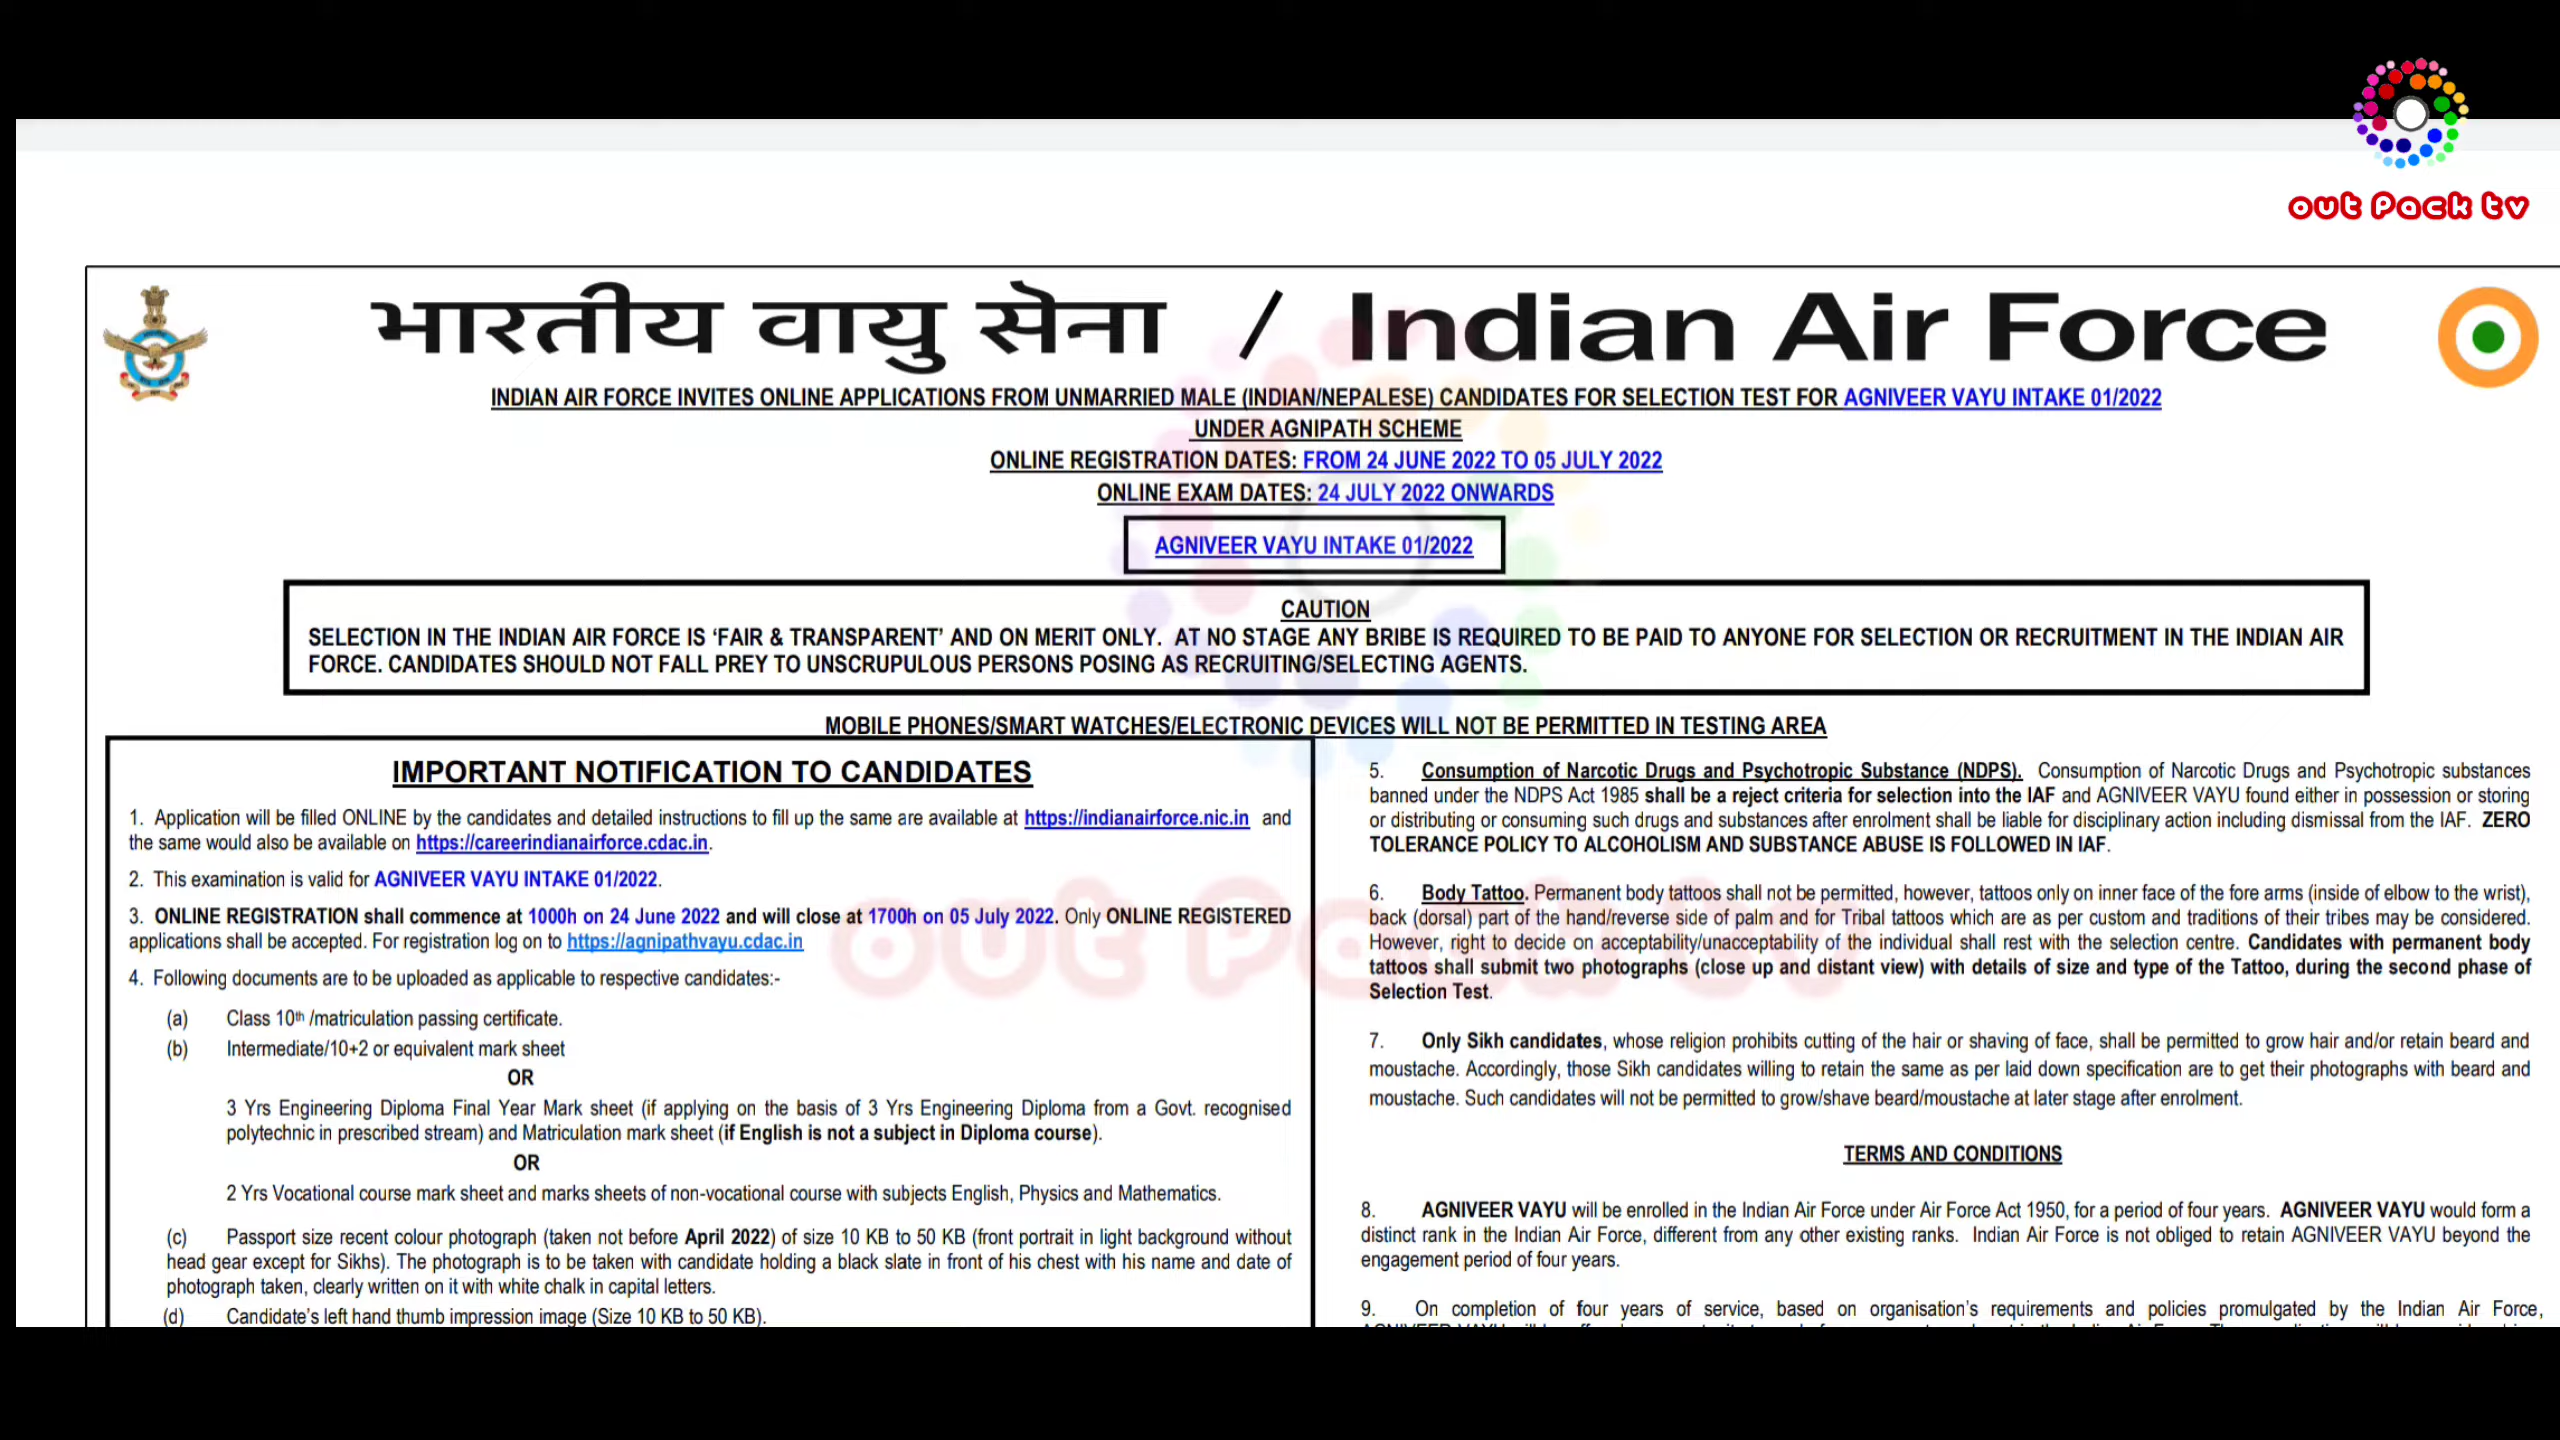 out Pack tv
भारतीय वायु सेना / Indian Air Force
INDIAN AIR FORCE INVITES ONLINE APPLICATIONS FROM UNMARRIED MALE (INDIAN/NEPALESE) CANDIDATES FOR SELECTION TEST FOR AGNIVEER VAYU INTAKE 01/2022
UNDER AGNIPATH SCHEME
ONLINE REGISTRATION DATES: FROM 24 JUNE 2022 TO 05 JULY 2022
ONLINE EXAM DATES: 24 JULY 2022 ONWARDS
AGNIVEER VAYU INTAKE 01/2022
CAUTION
SELECTION IN THE INDIAN AIR FORCE IS ‘FAIR & TRANSPARENT’ AND ON MERIT ONLY. AT NO STAGE ANY BRIBE IS REQUIRED TO BE PAID TO ANYONE FOR SELECTION OR RECRUITMENT IN THE INDIAN AIR
FORCE. CANDIDATES SHOULD NOT FALL PREY TO UNSCRUPULOUS PERSONS POSING AS RECRUITING/SELECTING AGENTS.
MOBILE PHONES/SMART WATCHES/ELECTRONIC DEVICES WILL NOT BE PERMITTED IN TESTING AREA
IMPORTANT NOTIFICATION TO CANDIDATES
1. Application will be filled ONLINE by the candidates and detailed instructions to fill up the same are available at https://indianairforce.nic.in and
the same would also be available on https://careerindianairforce.cdac.in.
2. This examination is valid for AGNIVEER VAYU INTAKE 01/2022.
3. ONLINE REGISTRATION shall commence at 1000h on 24 June 2022 and will close at 1700h on 05 July 2022. Only ONLINE REGISTERED
applications shall be accepted. For registration log on to https://agnipathvayu.cdac.in
4. Following documents are to be uploaded as applicable to respective candidates:-
(a) Class 10th /matriculation passing certificate.
(b) Intermediate/10+2 or equivalent mark sheet
OR
3 Yrs Engineering Diploma Final Year Mark sheet (if applying on the basis of 3 Yrs Engineering Diploma from a Govt. recognised
polytechnic in prescribed stream) and Matriculation mark sheet (if English is not a subject in Diploma course).
OR
2 Yrs Vocational course mark sheet and marks sheets of non-vocational course with subjects English, Physics and Mathematics.
(c) Passport size recent colour photograph (taken not before April 2022) of size 10 KB to 50 KB (front portrait in light background without
head gear except for Sikhs). The photograph is to be taken with candidate holding a black slate in front of his chest with his name and date of
photograph taken, clearly written on it with white chalk in capital letters.
(d) Candidate’s left hand thumb impression image (Size 10 KB to 50 KB).
5. Consumption of Narcotic Drugs and Psychotropic Substance (NDPS). Consumption of Narcotic Drugs and Psychotropic substances
banned under the NDPS Act 1985 shall be a reject criteria for selection into the IAF and AGNIVEER VAYU found either in possession or storing
or distributing or consuming such drugs and substances after enrolment shall be liable for disciplinary action including dismissal from the IAF. ZERO
TOLERANCE POLICY TO ALCOHOLISM AND SUBSTANCE ABUSE IS FOLLOWED IN IAF.
6. Body Tattoo. Permanent body tattoos shall not be permitted, however, tattoos only on inner face of the fore arms (inside of elbow to the wrist),
back (dorsal) part of the hand/reverse side of palm and for Tribal tattoos which are as per custom and traditions of their tribes may be considered.
However, right to decide on acceptability/unacceptability of the individual shall rest with the selection centre. Candidates with permanent body
tattoos shall submit two photographs (close up and distant view) with details of size and type of the Tattoo, during the second phase of
Selection Test.
7. Only Sikh candidates, whose religion prohibits cutting of the hair or shaving of face, shall be permitted to grow hair and/or retain beard and
moustache. Accordingly, those Sikh candidates willing to retain the same as per laid down specification are to get their photographs with beard and
moustache. Such candidates will not be permitted to grow/shave beard/moustache at later stage after enrolment.
TERMS AND CONDITIONS
8. AGNIVEER VAYU will be enrolled in the Indian Air Force under Air Force Act 1950, for a period of four years. AGNIVEER VAYU would form a
distinct rank in the Indian Air Force, different from any other existing ranks. Indian Air Force is not obliged to retain AGNIVEER VAYU beyond the
engagement period of four years.
9. On completion of four years of service, based on organisation’s requirements and policies promulgated by the Indian Air Force,
out Pack tv